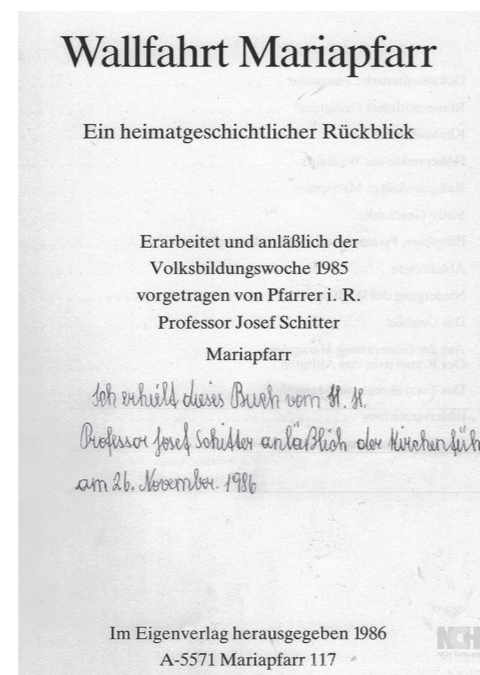 Wallfahrt Mariapfarr
Ein heimatgeschichtlicher Rückblick
Erarbeitet und anläßlich der
Volksbildungswoche 1985
vorgetragen von Pfarrer i. R.
Professor Josef Schitter
Mariapfarr
Ich erhielt dieses Buch vom H. H.
Professor Josef Schitter anläßlich der Kirchenfüh
am 26. November. 1986
Im Eigenverlag herausgegeben 1986
A-5571 Mariapfarr 117
NCH